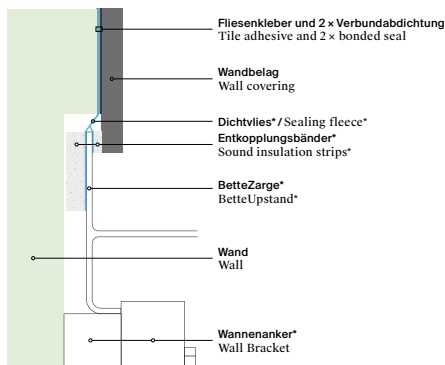 Fliesenkleber und 2 × Verbundabdichtung
Tile adhesive and 2 × bonded seal
Wandbelag
Wall covering
Dichtvlies* / Sealing fleece*
Entkopplungsbänder*
Sound insulation strips*
BetteZarge*
BetteUpstand*
Wand
Wall
Wannenanker*
Wall Bracket